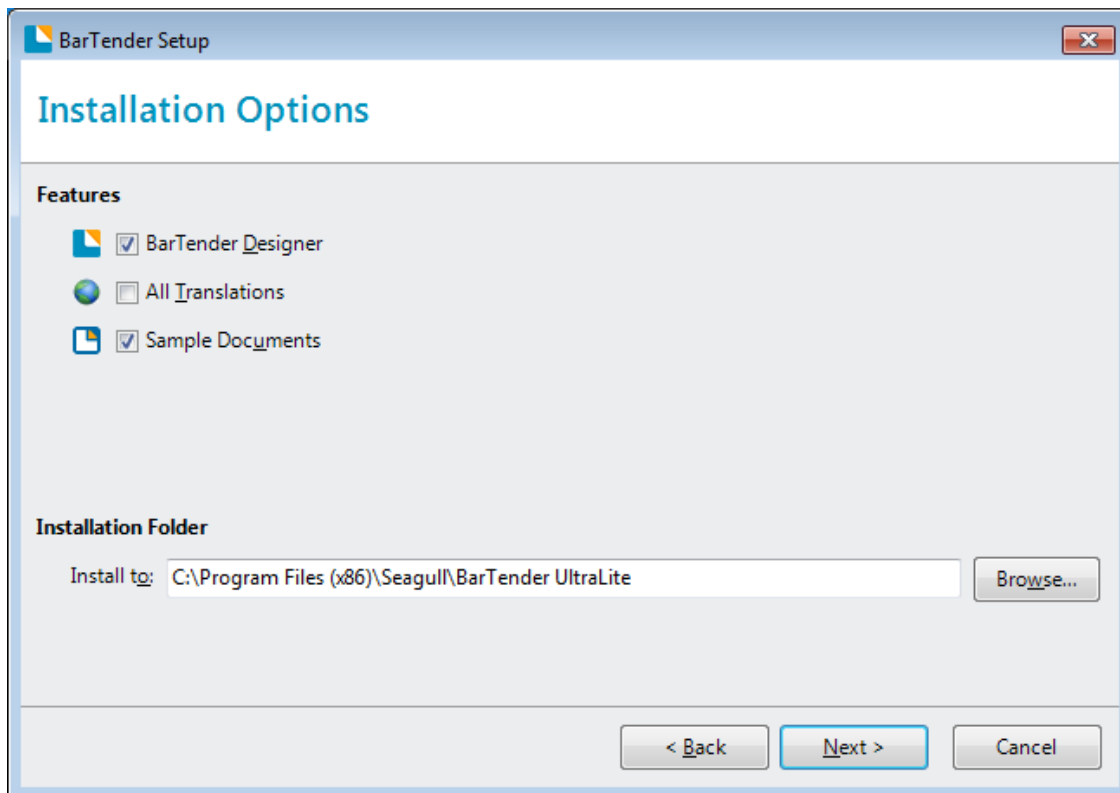 BarTender Setup
Installation Options
Features
BarTender Designer
All Translations
Sample Documents
Installation Folder
Install to: C:\Program Files (x86)\Seagull\BarTender UltraLite Browse...
< Back Next > Cancel